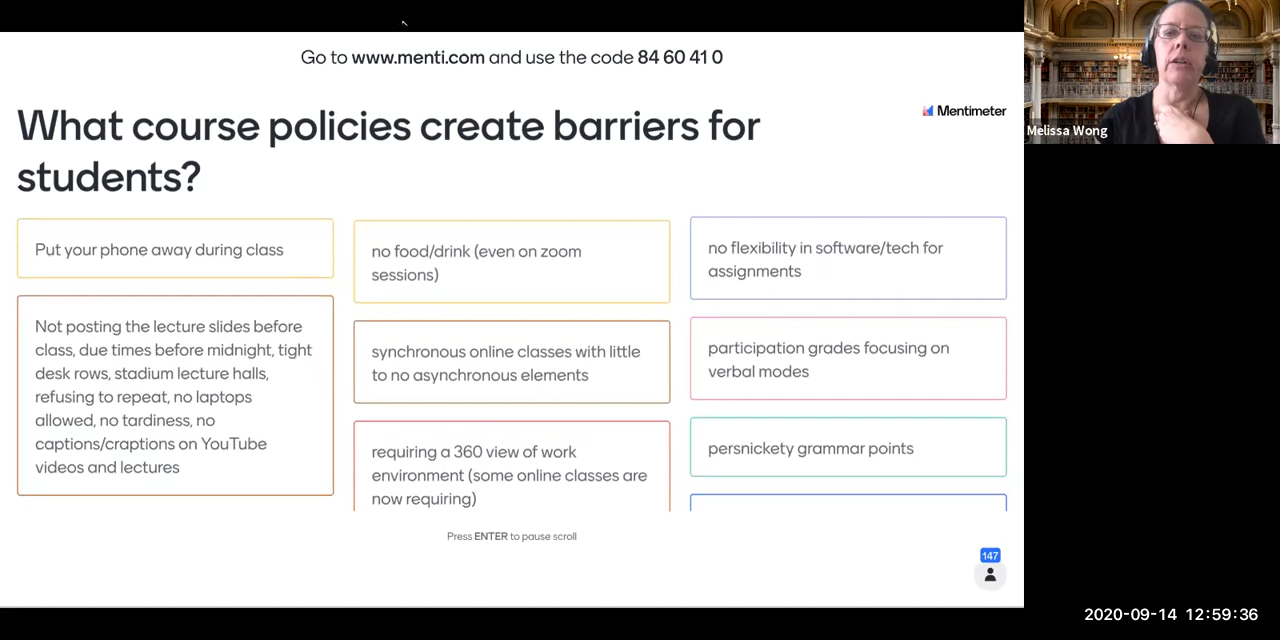 Go to www.menti.com and use the code 84 60 41 0
Mentimeter
What course policies create barriers for
students?
Put your phone away during class
Not posting the lecture slides before
class, due times before midnight, tight
desk rows, stadium lecture halls,
refusing to repeat, no laptops
allowed, no tardiness, no
captions/craptions on YouTube
videos and lectures
no food/drink (even on zoom
sessions)
synchronous online classes with little
to no asynchronous elements
requiring a 360 view of work
environment (some online classes are
now requiring)
no flexibility in software/tech for
assignments
participation grades focusing on
verbal modes
persnickety grammar points
Press ENTER to pause scroll
147
Melissa Wong
2020-09-14 12:59:36